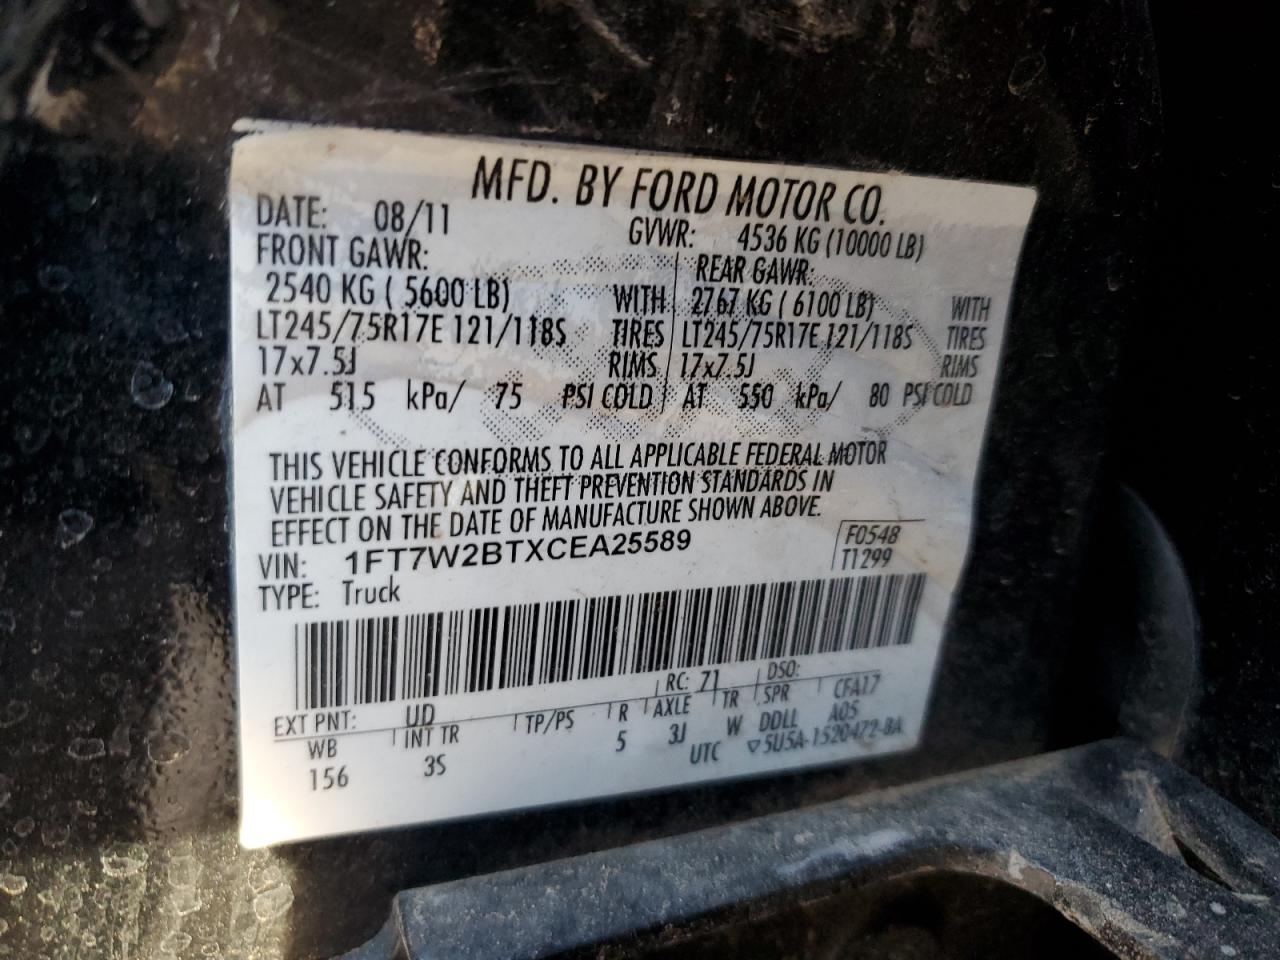 MFD. BY FORD MOTOR CO.
DATE: 08/11 GVWR: 4536 KG (10000 LB)
FRONT GAWR: REAR GAWR:
2540 KG ( 5600 LB) WITH 2767 KG ( 6100 LB) WITH
LT245/75R17E 121/118S TIRES LT245/75R17E 121/118S TIRES
17x7.5J RIMS 17x7.5J RIMS
AT 515 kPa/ 75 PSI COLD AT 550 kPa/ 80 PSI COLD
THIS VEHICLE CONFORMS TO ALL APPLICABLE FEDERAL MOTOR
VEHICLE SAFETY AND THEFT PREVENTION STANDARDS IN
EFFECT ON THE DATE OF MANUFACTURE SHOWN ABOVE.
VIN: 1FT7W2BTXCEA25589 F0548
TYPE: Truck T1299
EXT PNT: UD RC: 71 DSO:
WB INT TR TP/PS R AXLE TR SPR CFA17
156 3S 5 3J W DDLL A05
UTC ▽5U5A-1520472-BA